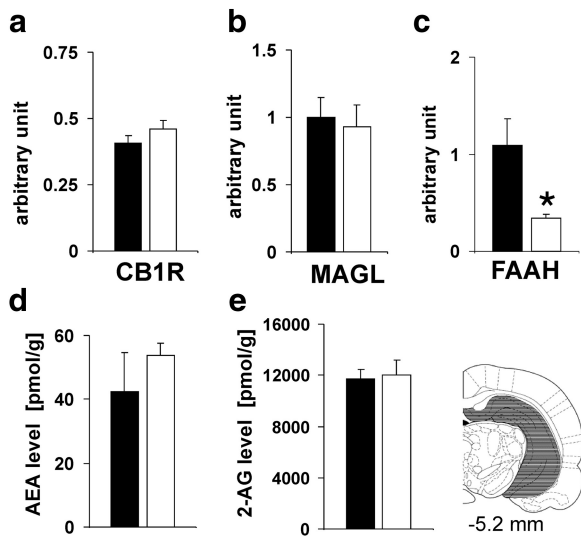 a
0.75
0.5
0.25
0
arbitrary unit
CB1R
b
1.5
1
0.5
0
arbitrary unit
MAGL
c
2
1
0
arbitrary unit
*
FAAH
d
60
40
20
0
AEA level [pmol/g]
e
16000
12000
8000
4000
0
2-AG level [pmol/g]
-5.2 mm